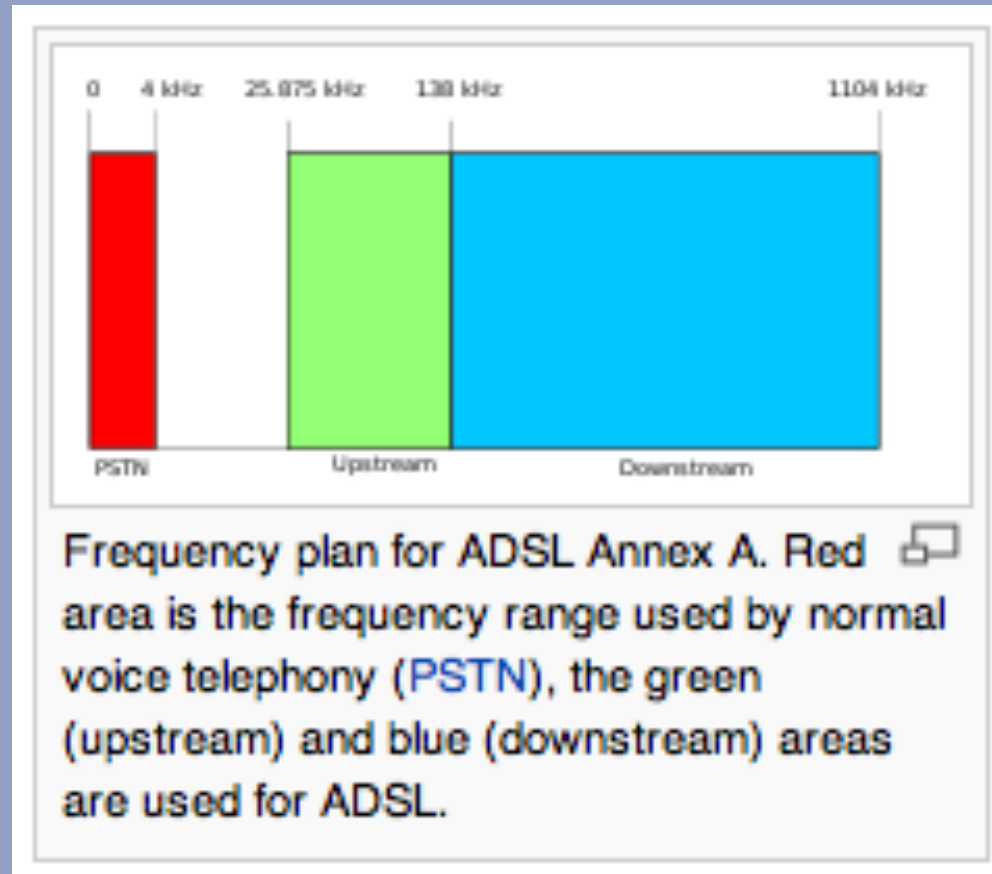 0 4 kHz 25.875 kHz 138 kHz 1104 kHz
PSTN Upstream Downstream
Frequency plan for ADSL Annex A. Red
area is the frequency range used by normal
voice telephony (PSTN), the green
(upstream) and blue (downstream) areas
are used for ADSL.